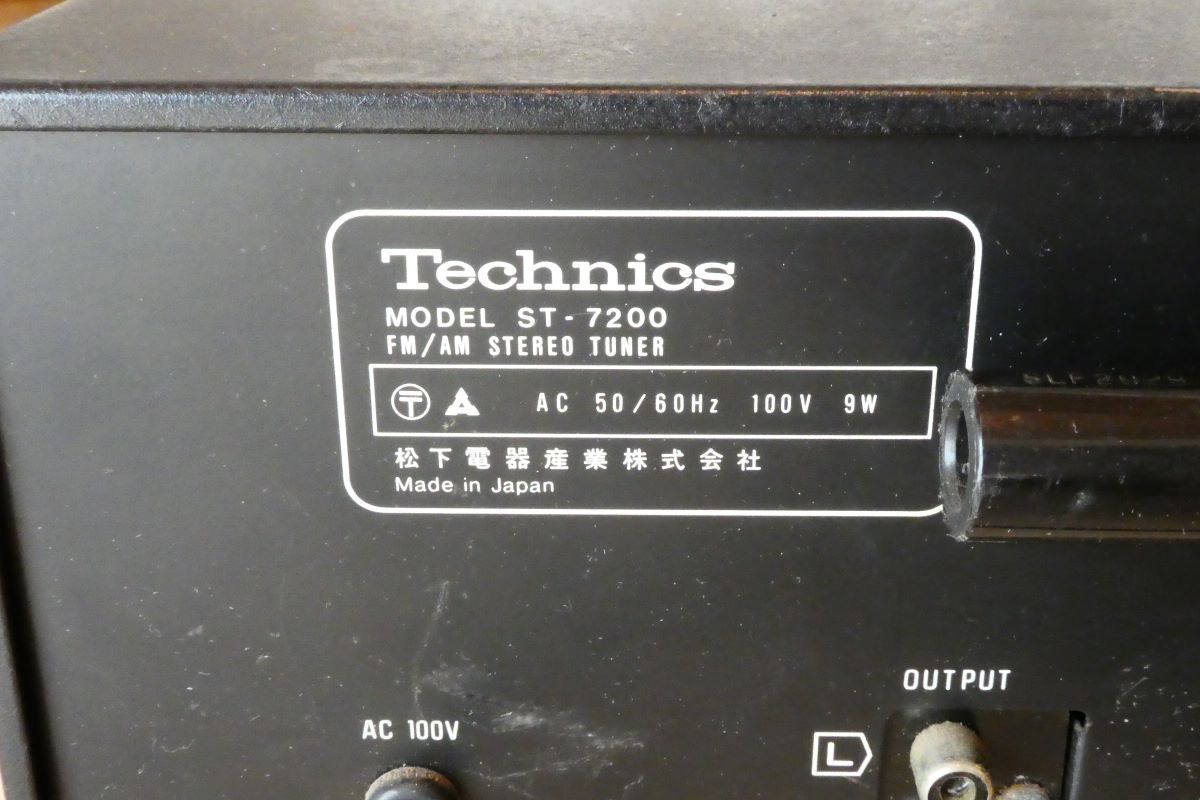 Technics
MODEL ST-7200
FM/AM STEREO TUNER
〒 AC 50/60Hz 100V 9W
松下電器産業株式会社
Made in Japan
OUTPUT
AC 100V
L